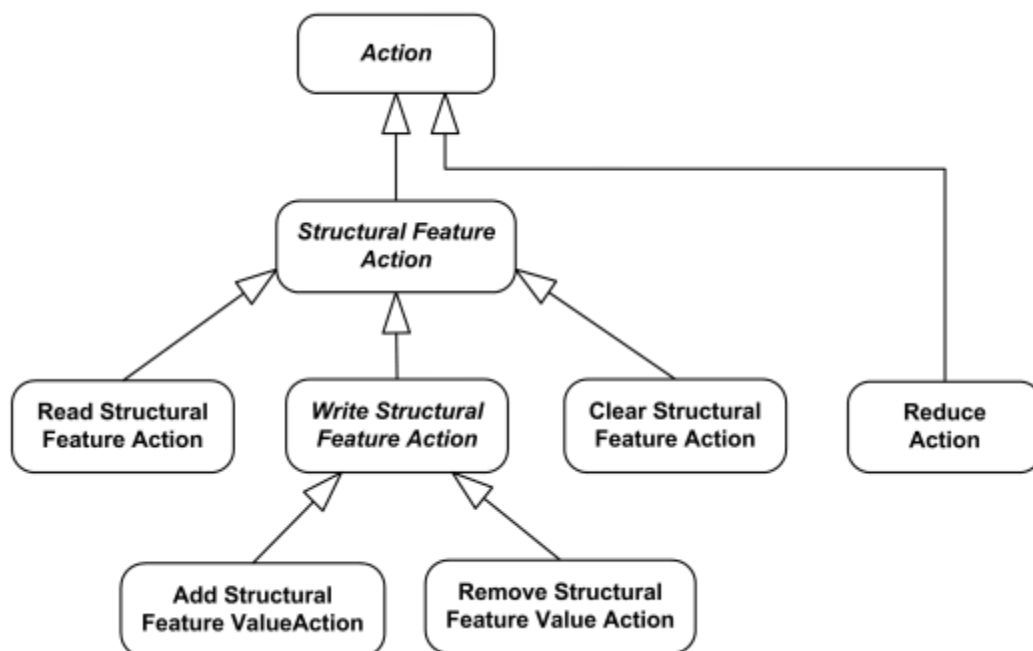 Action
Structural Feature
Action
Read Structural
Feature Action
Write Structural
Feature Action
Clear Structural
Feature Action
Reduce
Action
Add Structural
Feature ValueAction
Remove Structural
Feature Value Action